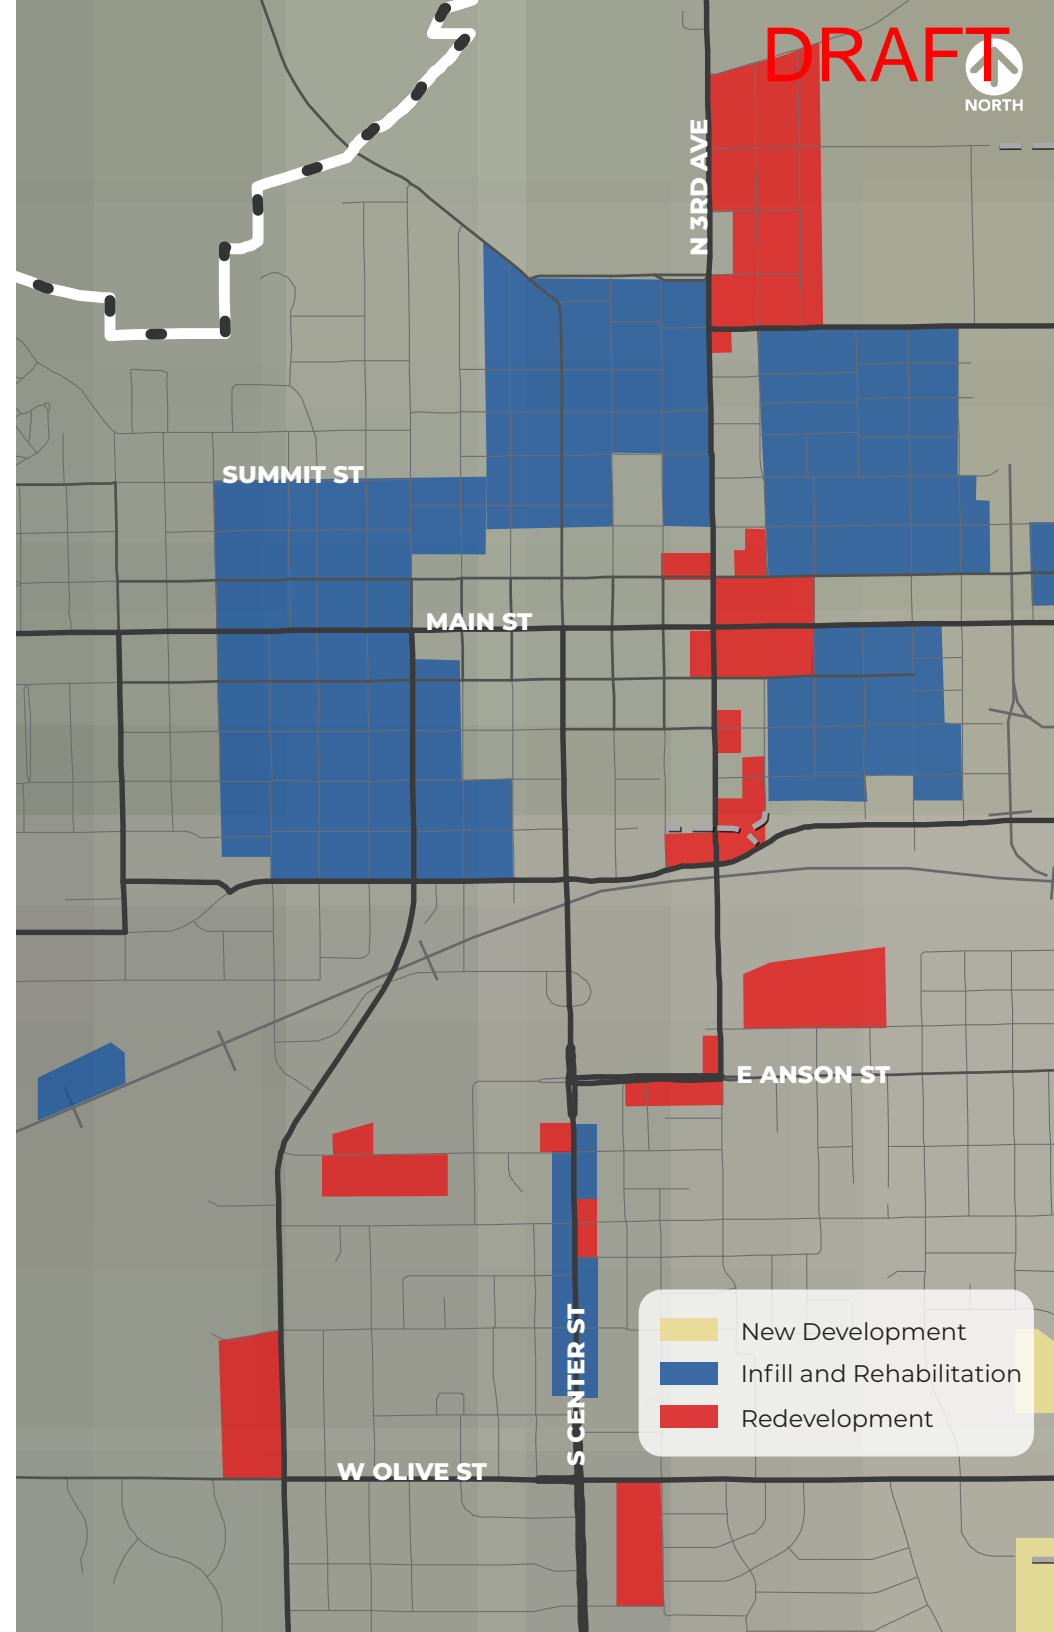 DRAFT
NORTH
N 3RD AVE
SUMMIT ST
MAIN ST
E ANSON ST
S CENTER ST
New Development
Infill and Rehabilitation
Redevelopment
W OLIVE ST